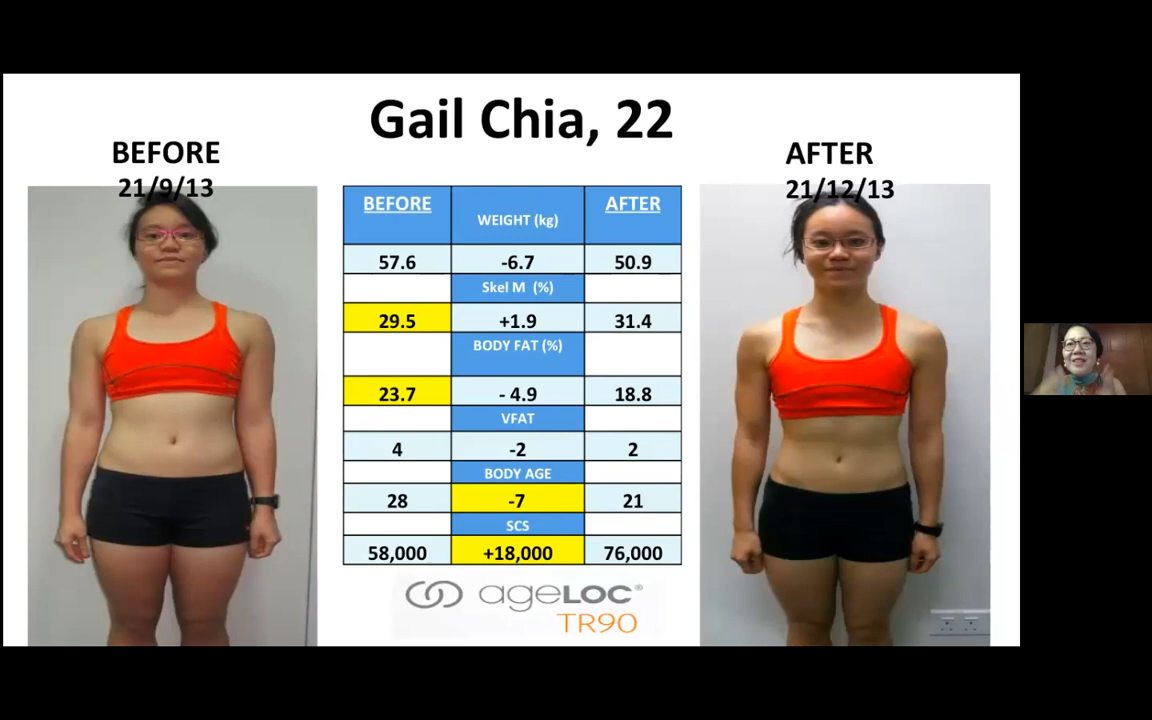 Gail Chia, 22
BEFORE
21/9/13
AFTER
21/12/13
BEFORE WEIGHT (kg) AFTER
57.6 -6.7 50.9
Skel M (%)
29.5 +1.9 31.4
BODY FAT (%)
23.7 - 4.9 18.8
VFAT
4 -2 2
BODY AGE
28 -7 21
SCS
58,000 +18,000 76,000
ageLOC®
TR90